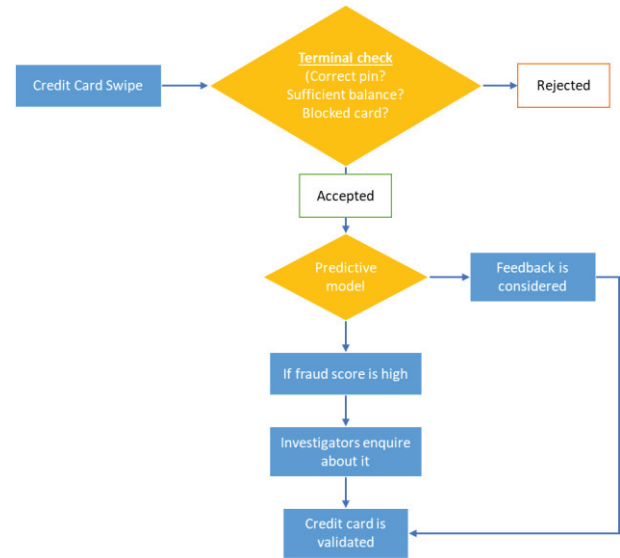 Credit Card Swipe
Terminal check
(Correct pin?
Sufficient balance?
Blocked card?
Rejected
Accepted
Predictive
model
Feedback is
considered
If fraud score is high
Investigators enquire
about it
Credit card is
validated